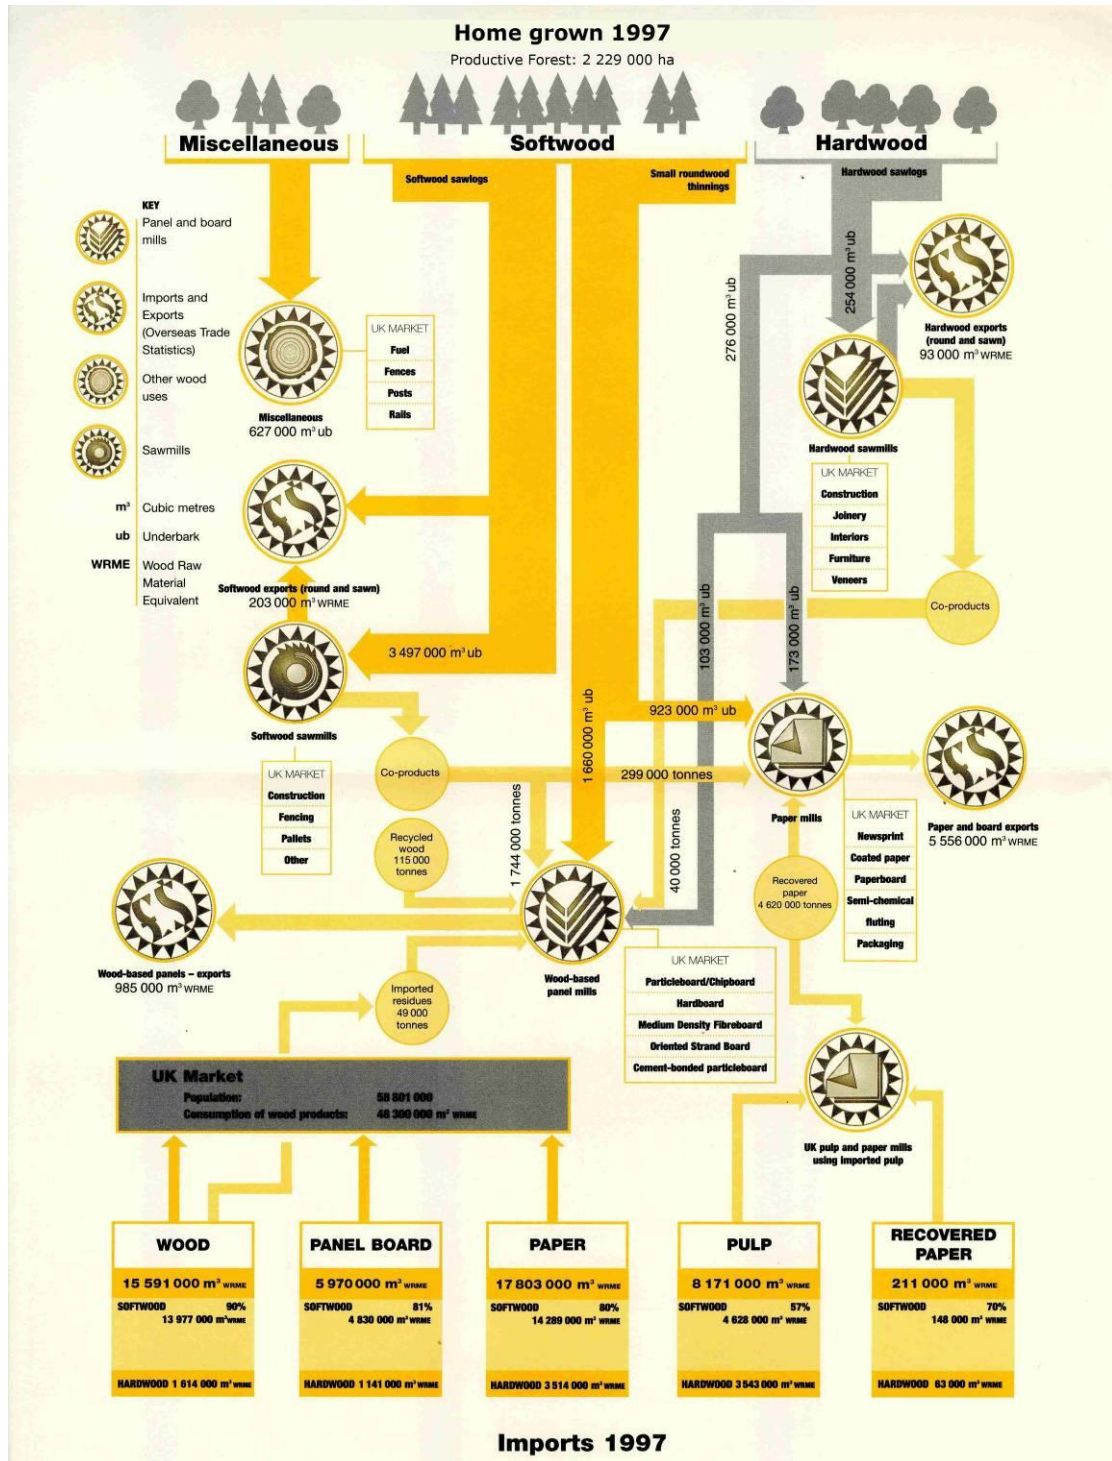 Home grown 1997
Productive Forest: 2 229 000 ha
Miscellaneous
Softwood
Hardwood
Softwood sawlogs
Small roundwood
thinnings
Hardwood sawlogs
KEY
Panel and board
mills
Imports and
Exports
(Overseas Trade
Statistics)
Other wood
uses
Sawmills
m³ Cubic metres
ub Underbark
WRME Wood Raw
Material
Equivalent
Miscellaneous
627 000 m³ ub
UK MARKET
Fuel
Fences
Posts
Rails
276 000 m³ ub
254 000 m³ ub
Hardwood exports
(round and sawn)
93 000 m³ WRME
Hardwood sawmills
UK MARKET
Construction
Joinery
Interiors
Furniture
Veneers
Co-products
Softwood exports (round and sawn)
203 000 m³ WRME
3 497 000 m³ ub
Softwood sawmills
UK MARKET
Construction
Fencing
Pallets
Other
Co-products
Recycled
wood
115 000
tonnes
1 744 000 tonnes
1 660 000 m³ ub
103 000 m³ ub
173 000 m³ ub
923 000 m³ ub
299 000 tonnes
40 000 tonnes
Paper mills
UK MARKET
Newsprint
Coated paper
Paperboard
Semi-chemical
fluting
Packaging
Paper and board exports
5 556 000 m³ WRME
Recovered
paper
4 620 000 tonnes
Wood-based panels – exports
985 000 m³ WRME
Wood-based
panel mills
Imported
residues
49 000
tonnes
UK MARKET
Particleboard/Chipboard
Hardboard
Medium Density Fibreboard
Oriented Strand Board
Cement-bonded particleboard
UK pulp and paper mills
using imported pulp
UK Market
Population: 58 801 000
Consumption of wood products: 48 300 000 m³ WRME
WOOD
15 591 000 m³ WRME
SOFTWOOD 90%
13 977 000 m³ WRME
HARDWOOD 1 614 000 m³ WRME
PANEL BOARD
5 970 000 m³ WRME
SOFTWOOD 81%
4 830 000 m³ WRME
HARDWOOD 1 141 000 m³ WRME
PAPER
17 803 000 m³ WRME
SOFTWOOD 80%
14 289 000 m³ WRME
HARDWOOD 3 514 000 m³ WRME
PULP
8 171 000 m³ WRME
SOFTWOOD 57%
4 628 000 m³ WRME
HARDWOOD 3 543 000 m³ WRME
RECOVERED
PAPER
211 000 m³ WRME
SOFTWOOD 70%
148 000 m³ WRME
HARDWOOD 63 000 m³ WRME
Imports 1997